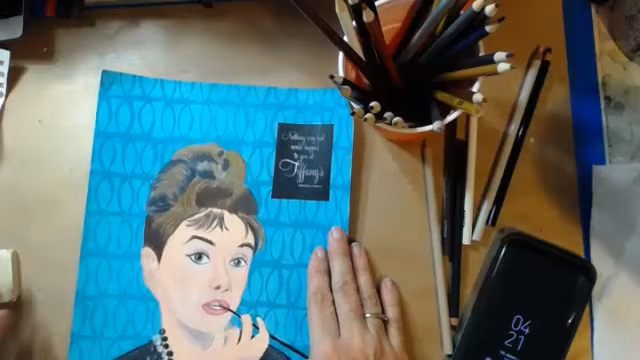 Nothing very bad
would happen
to you at
Tiffany's
04
21